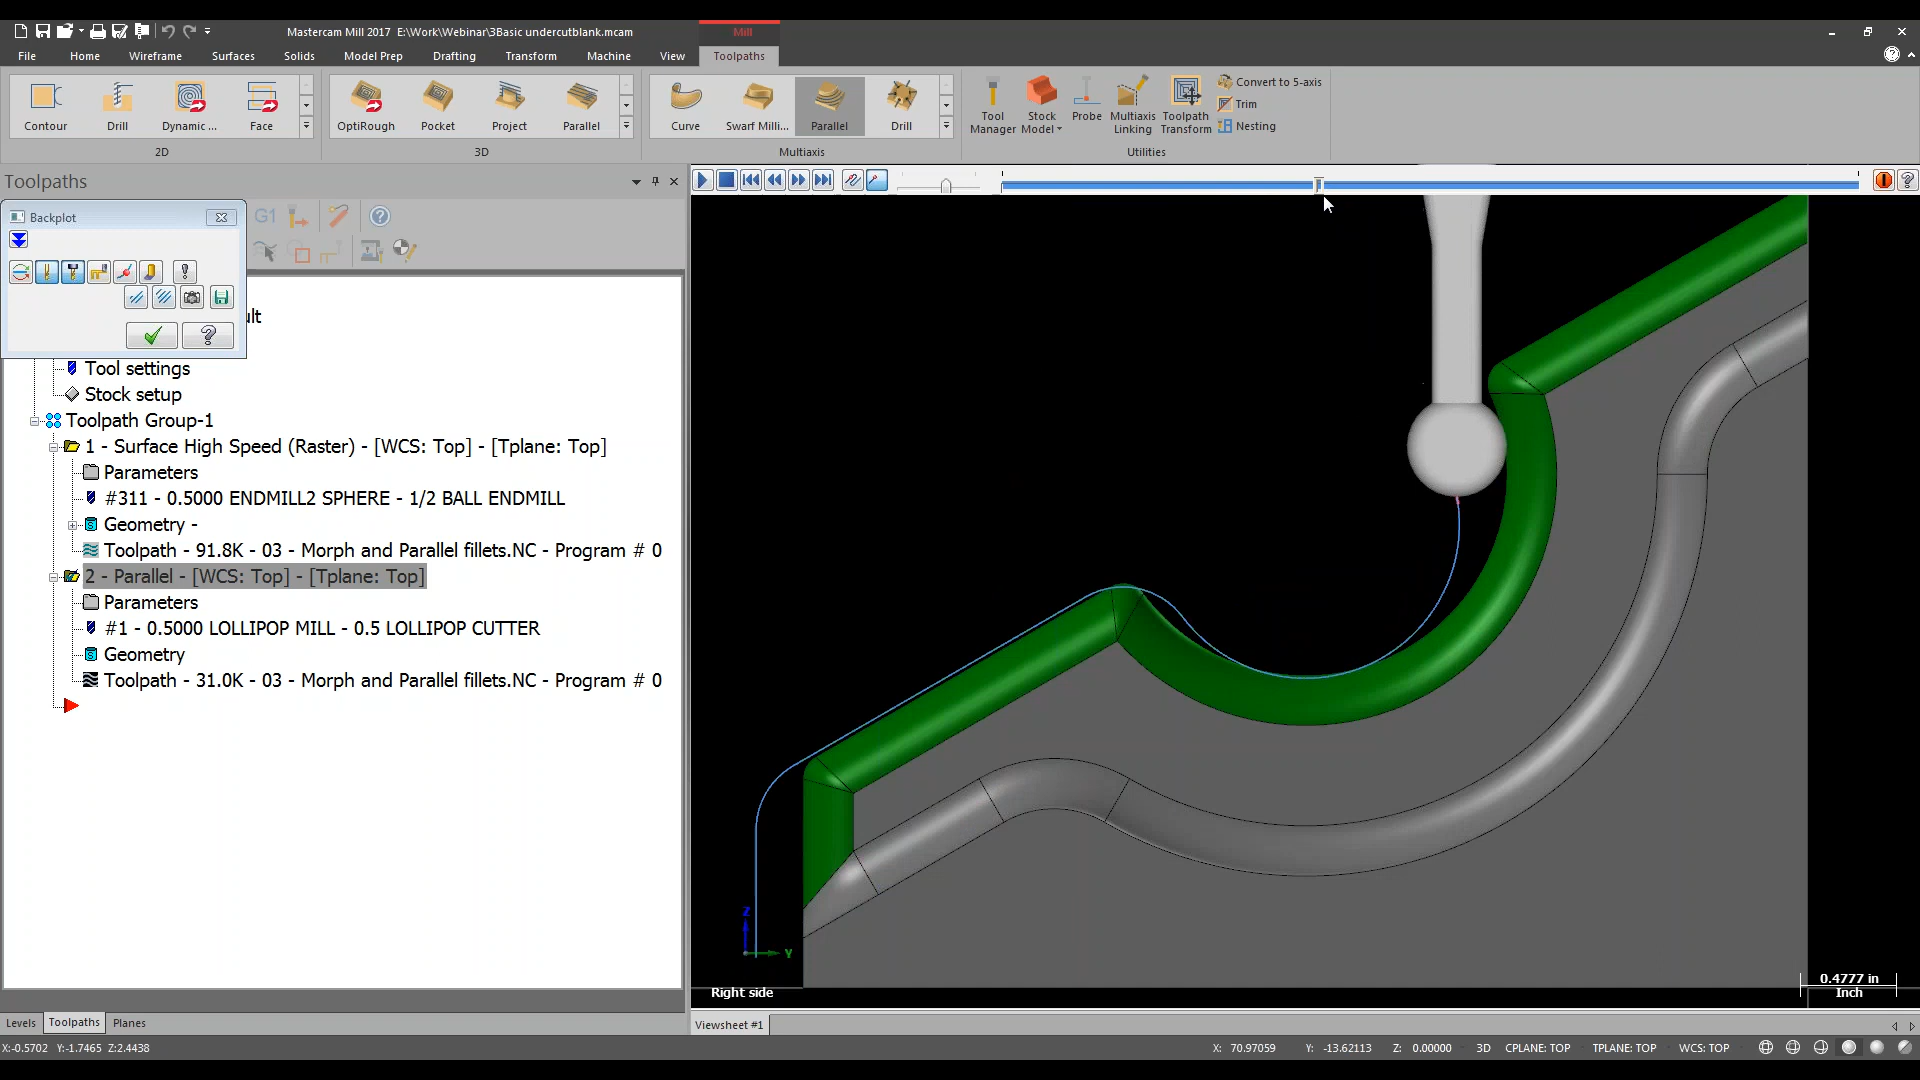 Mastercam Mill 2017 E:\Work\Webinar\3Basic undercutblank.mcam
Mill
File Home Wireframe Surfaces Solids Model Prep Drafting Transform Machine View Toolpaths
Contour Drill Dynamic ... Face
2D
OptiRough Pocket Project Parallel
3D
Curve Swarf Milli... Parallel Drill
Multiaxis
Tool Manager
Stock Model
Probe
Multiaxis Linking
Toolpath Transform
Convert to 5-axis
Trim
Nesting
Utilities
Toolpaths
Backplot
G1
ult
Tool settings
Stock setup
Toolpath Group-1
1 - Surface High Speed (Raster) - [WCS: Top] - [Tplane: Top]
Parameters
#311 - 0.5000 ENDMILL2 SPHERE - 1/2 BALL ENDMILL
Geometry -
Toolpath - 91.8K - 03 - Morph and Parallel fillets.NC - Program # 0
2 - Parallel - [WCS: Top] - [Tplane: Top]
Parameters
#1 - 0.5000 LOLLIPOP MILL - 0.5 LOLLIPOP CUTTER
Geometry
Toolpath - 31.0K - 03 - Morph and Parallel fillets.NC - Program # 0
Z
Y
Right side
0.4777 in
Inch
Levels Toolpaths Planes
Viewsheet #1
X:-0.5702 Y:-1.7465 Z:2.4438
X: 70.97059 Y: -13.62113 Z: 0.00000 3D CPLANE: TOP TPLANE: TOP WCS: TOP